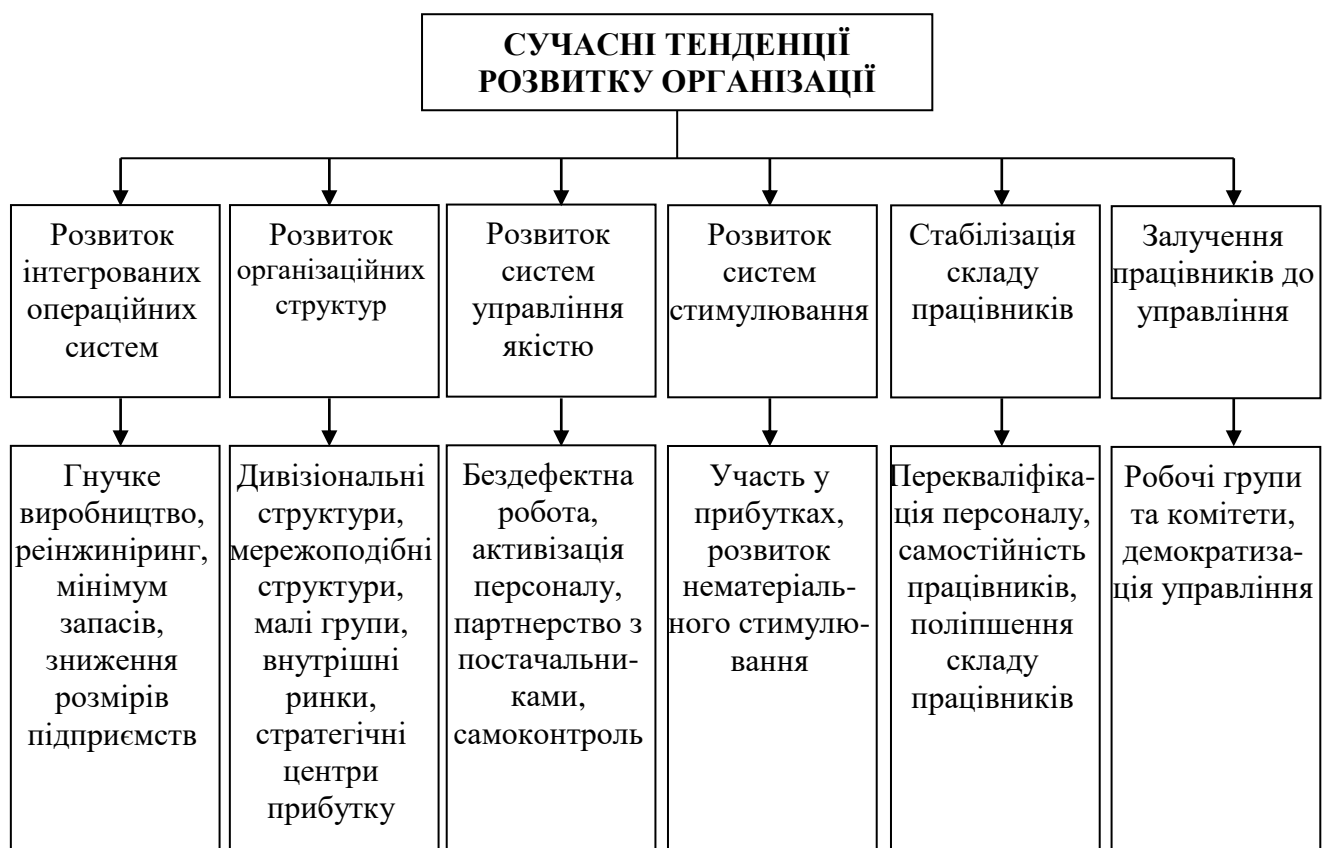 СУЧАСНІ ТЕНДЕНЦІЇ
РОЗВИТКУ ОРГАНІЗАЦІЇ
Розвиток
інтегрованих
операційних
систем
Розвиток
організаційних
структур
Розвиток
систем
управління
якістю
Розвиток
систем
стимулювання
Стабілізація
складу
працівників
Залучення
працівників до
управління
Гнучке
виробництво,
реінжиніринг,
мінімум
запасів,
зниження
розмірів
підприємств
Дивізіональні
структури,
мережоподібні
структури,
малі групи,
внутрішні
ринки,
стратегічні
центри
прибутку
Бездефектна
робота,
активізація
персоналу,
партнерство з
постачальни-
ками,
самоконтроль
Участь у
прибутках,
розвиток
нематеріаль-
ного стимулю-
вання
Перекваліфіка-
ція персоналу,
самостійність
працівників,
поліпшення
складу
працівників
Робочі групи
та комітети,
демократиза-
ція управління